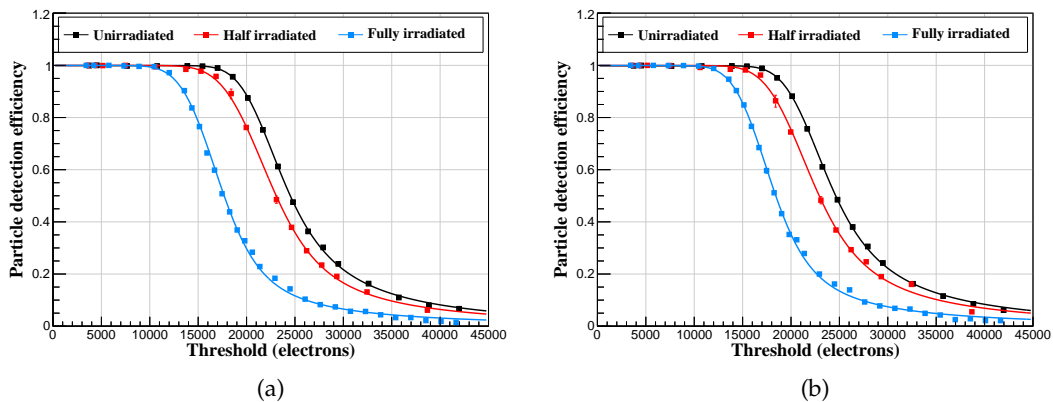 1.2
1
0.8
0.6
0.4
0.2
0
Particle detection efficiency
Unirradiated
Half irradiated
Fully irradiated
0 5000 10000 15000 20000 25000 30000 35000 40000 45000
Threshold (electrons)
(a)
1.2
1
0.8
0.6
0.4
0.2
0
Particle detection efficiency
Unirradiated
Half irradiated
Fully irradiated
0 5000 10000 15000 20000 25000 30000 35000 40000 45000
Threshold (electrons)
(b)